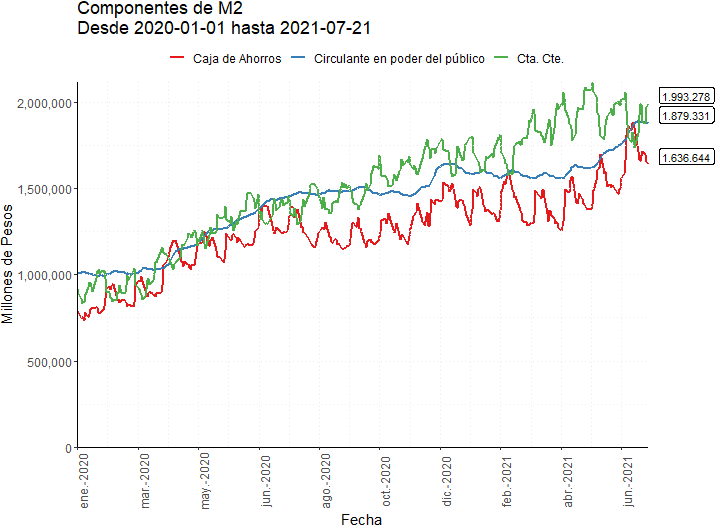 Componentes de M2
Desde 2020-01-01 hasta 2021-07-21
Caja de Ahorros Circulante en poder del público Cta. Cte.
Millones de Pesos
2,000,000
1,500,000
1,000,000
500,000
0
1.993.278
1.879.331
1.636.644
ene.-2020
mar.-2020
may.-2020
jun.-2020
ago.-2020
oct.-2020
dic.-2020
feb.-2021
abr.-2021
jun.-2021
Fecha